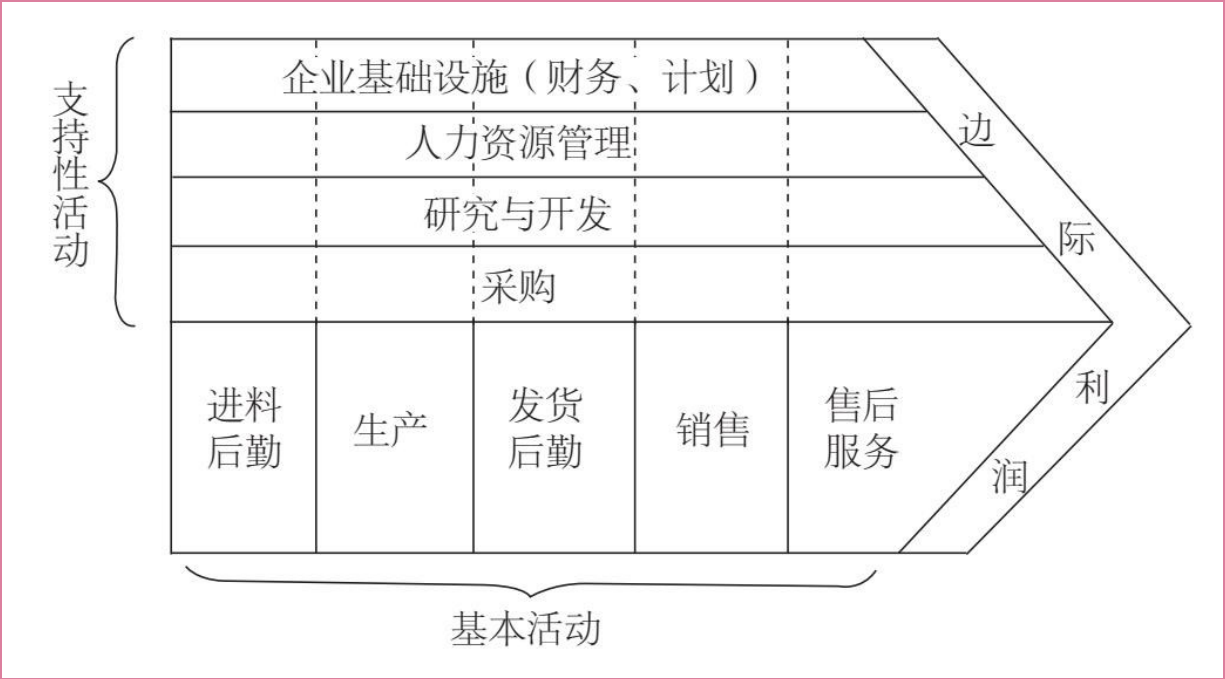 支持性活动
企业基础设施（财务、计划）
人力资源管理
研究与开发
采购
进料
后勤
生产
发货
后勤
销售
售后
服务
边际利润
基本活动